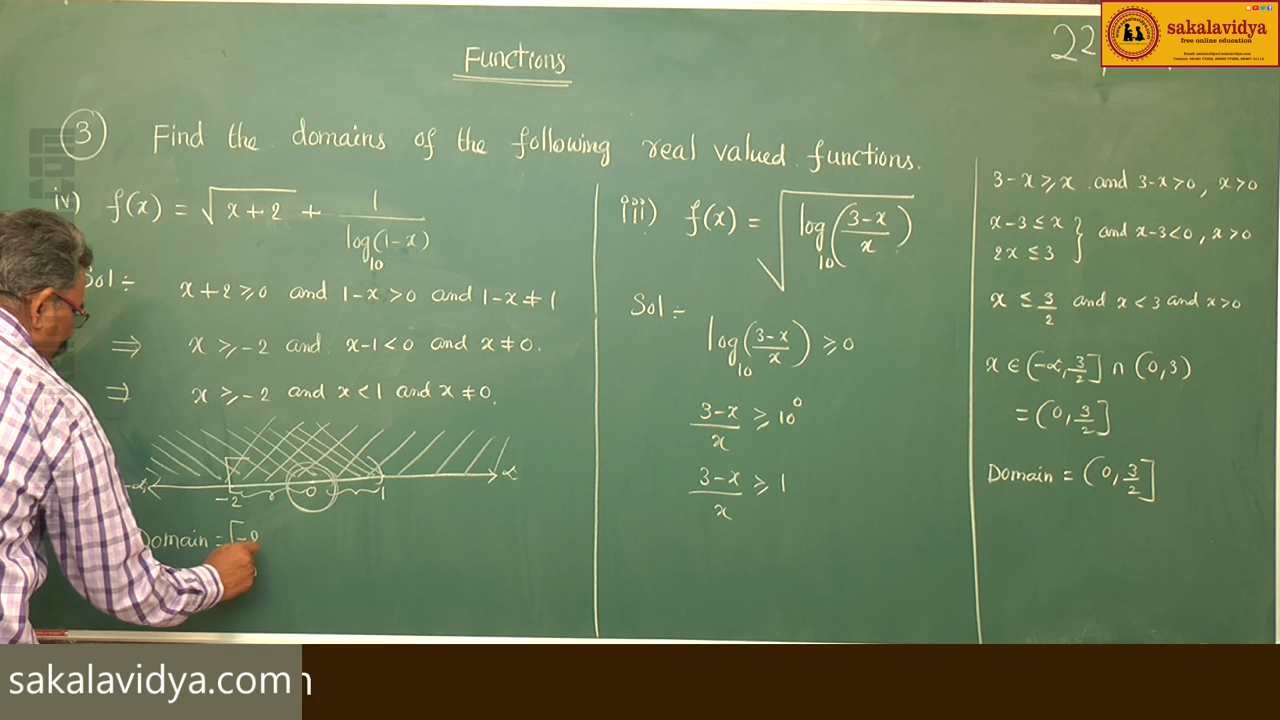 Functions
22
sakalavidya
free online education
3 Find the domains of the following real valued functions.
iv) f(x) = √(x+2) + 1/log₁₀(1-x)
Sol :-
x+2 ≥ 0 and 1-x > 0 and 1-x ≠ 1
⇒ x ≥ -2 and x-1 < 0 and x ≠ 0.
⇒ x ≥ -2 and x < 1 and x ≠ 0.
-∝ -2 0 1 ∝
Domain = [-
iii) f(x) = √(log₁₀((3-x)/x))
Sol :-
log₁₀((3-x)/x) ≥ 0
(3-x)/x ≥ 10⁰
(3-x)/x ≥ 1
3-x ≥ x and 3-x > 0, x > 0
x-3 ≤ x
2x ≤ 3 } and x-3 < 0, x > 0
x ≤ 3/2 and x < 3 and x > 0
x ∈ (-∝, 3/2] ∩ (0,3)
= (0, 3/2]
Domain = (0, 3/2]
sakalavidya.com